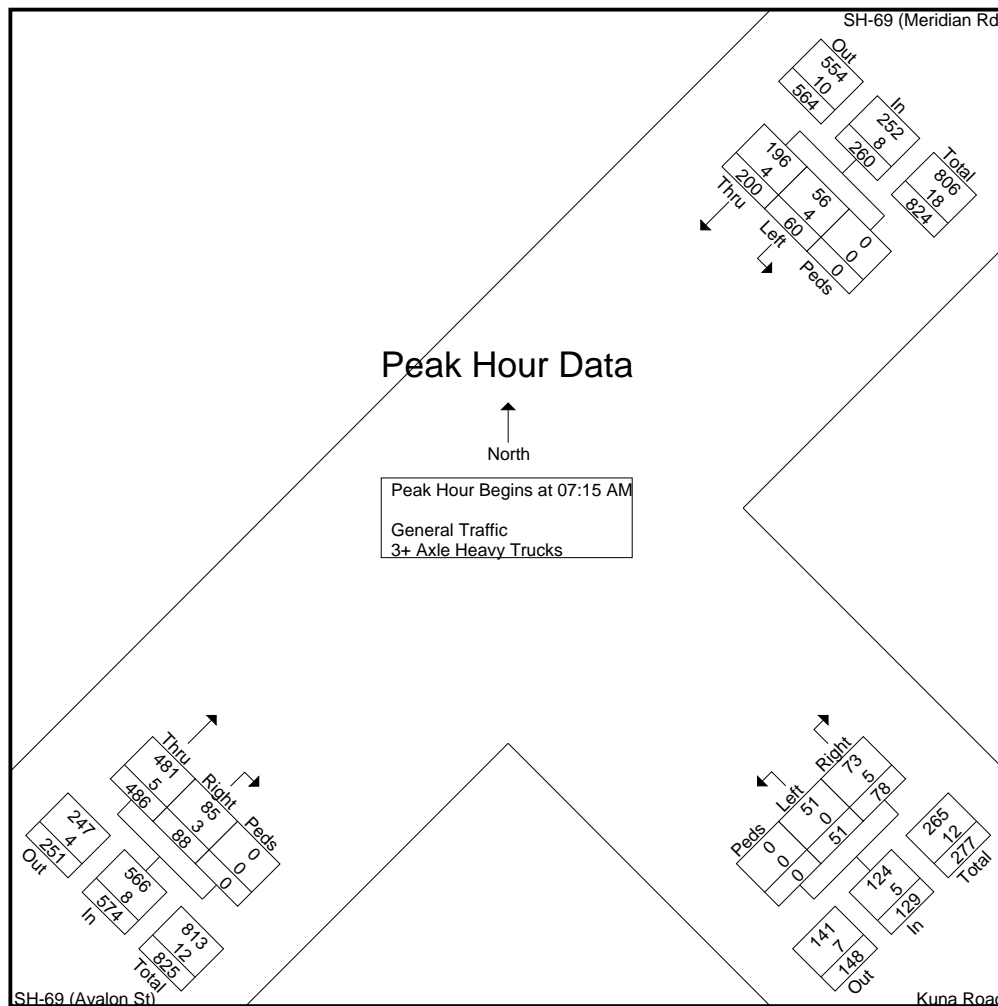 SH-69 (Meridian Rd
Out
554
10
564
In
252
8
260
Total
806
18
824
196
4
200
56
4
60
0
0
0
Thru
Left
Peds
Peak Hour Data
North
Peak Hour Begins at 07:15 AM
General Traffic
3+ Axle Heavy Trucks
Thru
Right
Peds
481
5
486
85
3
88
0
0
0
247
4
251
Out
566
8
574
In
813
12
825
Total
Right
Left
Peds
73
5
78
51
0
51
0
0
0
265
12
277
Total
124
5
129
In
141
7
148
Out
SH-69 (Avalon St)
Kuna Road